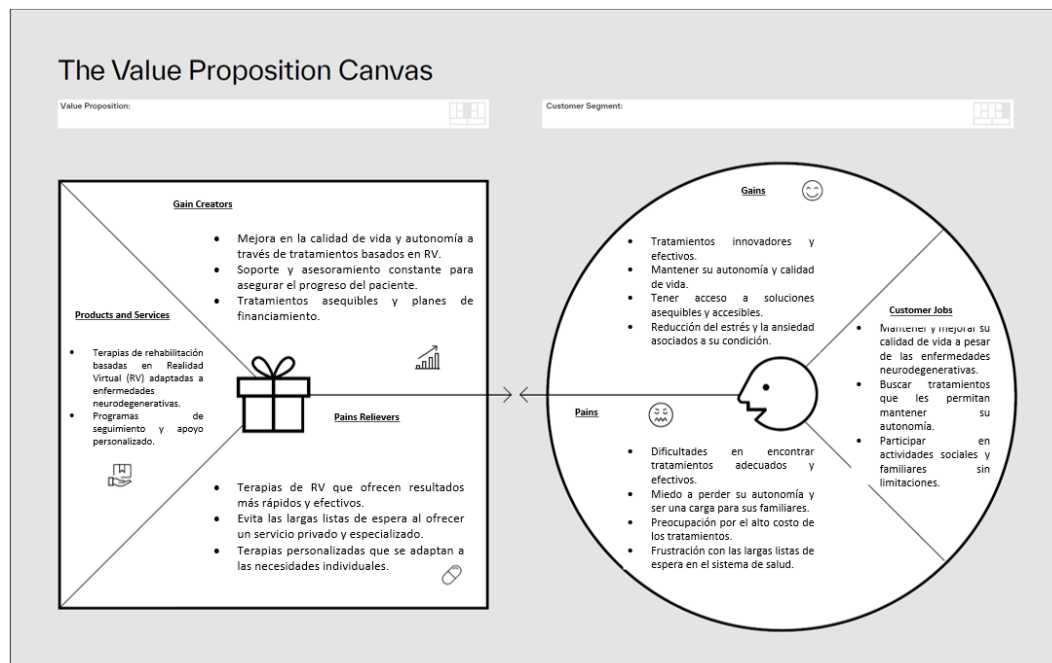 The Value Proposition Canvas
Value Proposition:
Customer Segment:
Gain Creators
• Mejora en la calidad de vida y autonomía a
través de tratamientos basados en RV.
• Soporte y asesoramiento constante para
asegurar el progreso del paciente.
• Tratamientos asequibles y planes de
financiamiento.
Products and Services
• Terapias de rehabilitación
basadas en Realidad
Virtual (RV) adaptadas a
enfermedades
neurodegenerativas.
• Programas de
seguimiento y apoyo
personalizado.
Pains Relievers
• Terapias de RV que ofrecen resultados
más rápidos y efectivos.
• Evita las largas listas de espera al ofrecer
un servicio privado y especializado.
• Terapias personalizadas que se adaptan a
las necesidades individuales.
Gains
• Tratamientos innovadores y
efectivos.
• Mantener su autonomía y calidad
de vida.
• Tener acceso a soluciones
asequibles y accesibles.
• Reducción del estrés y la ansiedad
asociados a su condición.
Customer Jobs
• Mantener y mejorar su
calidad de vida a pesar
de las enfermedades
neurodegenerativas.
• Buscar tratamientos
que les permitan
mantener su
autonomía.
• Participar en
actividades sociales y
familiares sin
limitaciones.
Pains
• Dificultades en encontrar
tratamientos adecuados y
efectivos.
• Miedo a perder su autonomía y
ser una carga para sus familiares.
• Preocupación por el alto costo de
los tratamientos.
• Frustración con las largas listas de
espera en el sistema de salud.